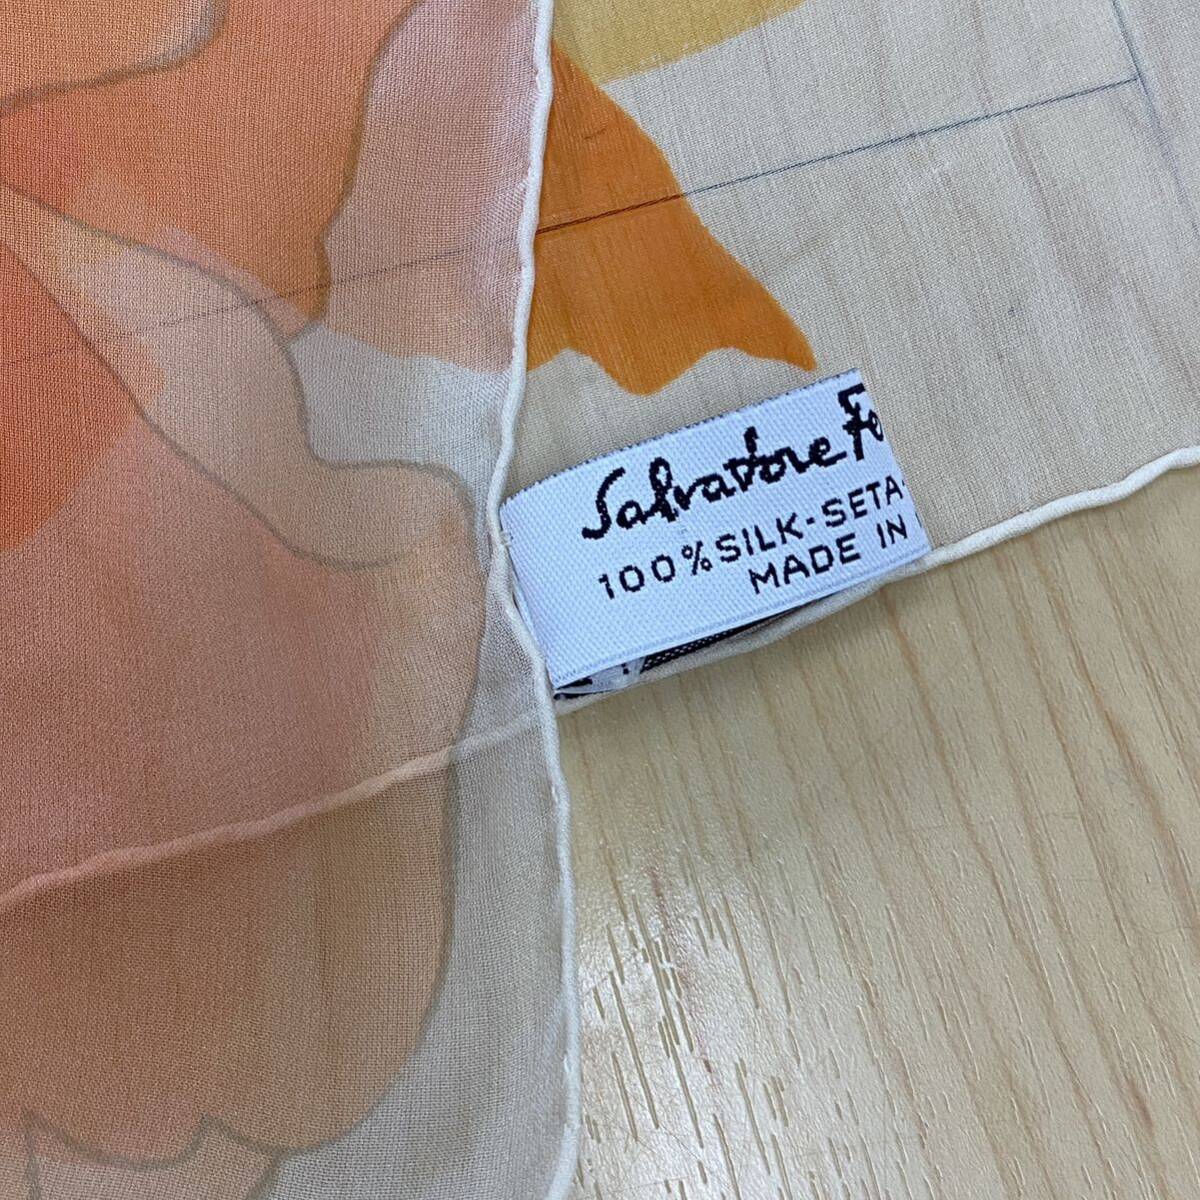 Salvatore Fe
100% SILK-SETA-
MADE IN